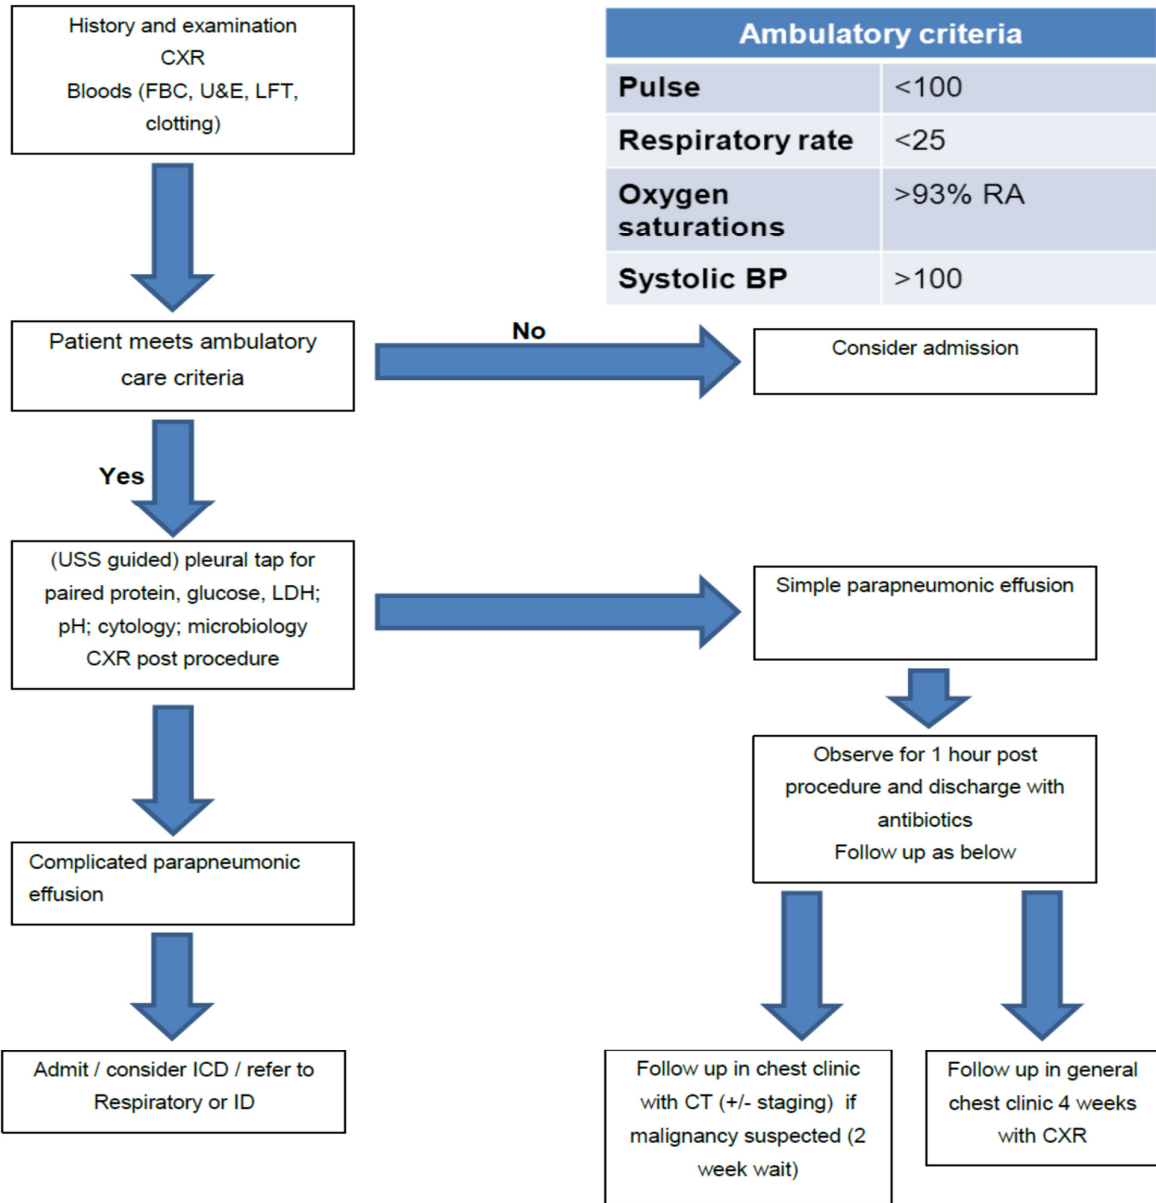 History and examination
CXR
Bloods (FBC, U&E, LFT,
clotting)
Ambulatory criteria
Pulse <100
Respiratory rate <25
Oxygen >93% RA
saturations
Systolic BP >100
Patient meets ambulatory
care criteria
No
Consider admission
Yes
(USS guided) pleural tap for
paired protein, glucose, LDH;
pH; cytology; microbiology
CXR post procedure
Simple parapneumonic effusion
Observe for 1 hour post
procedure and discharge with
antibiotics
Follow up as below
Complicated parapneumonic
effusion
Admit / consider ICD / refer to
Respiratory or ID
Follow up in chest clinic
with CT (+/- staging) if
malignancy suspected (2
week wait)
Follow up in general
chest clinic 4 weeks
with CXR